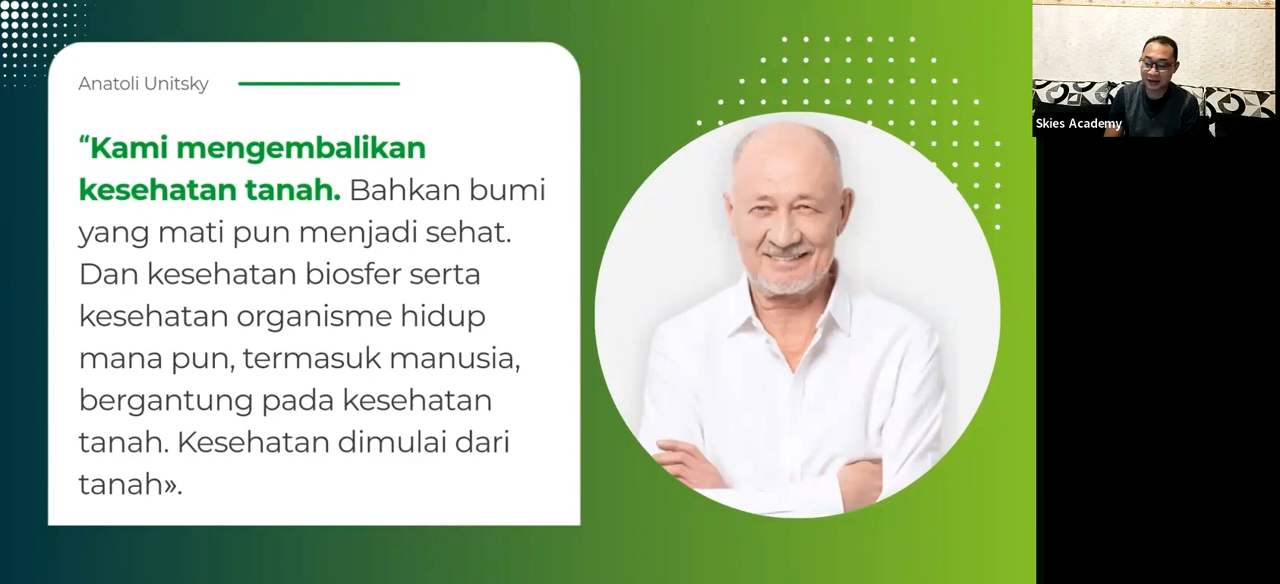 Anatoli Unitsky
“Kami mengembalikan
kesehatan tanah. Bahkan bumi
yang mati pun menjadi sehat.
Dan kesehatan biosfer serta
kesehatan organisme hidup
mana pun, termasuk manusia,
bergantung pada kesehatan
tanah. Kesehatan dimulai dari
tanah».
Skies Academy